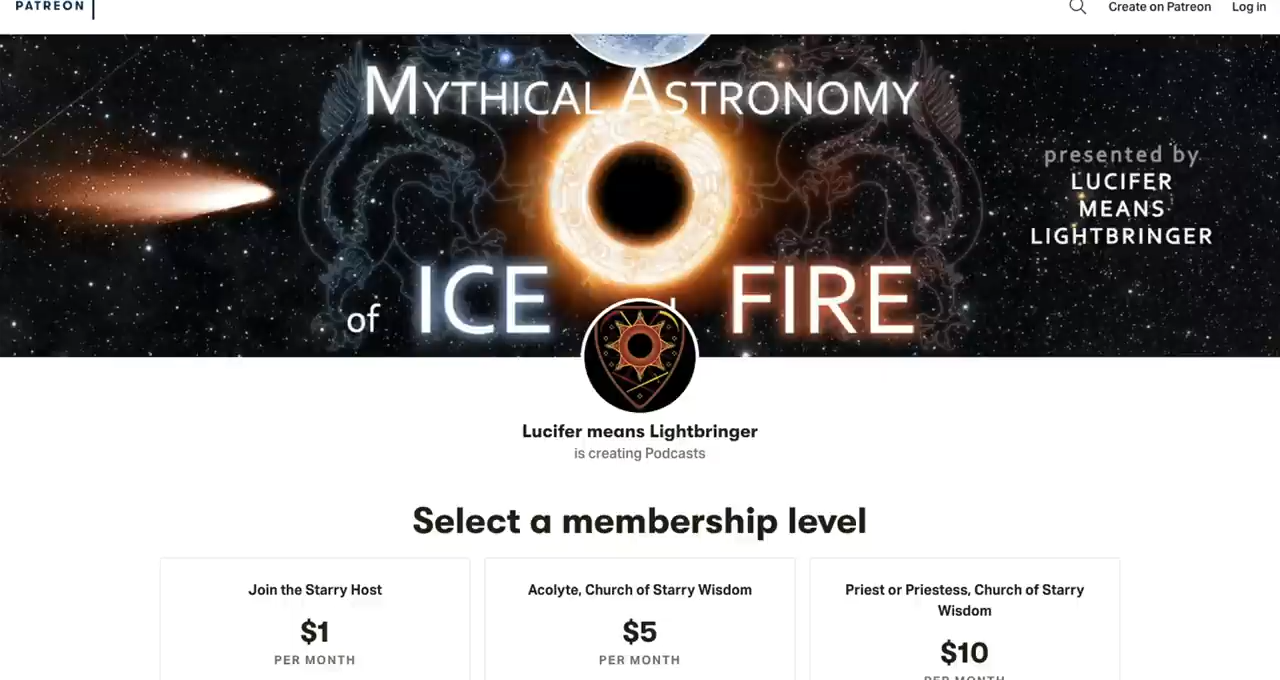 PATREON
Create on Patreon
Log in
MYTHICAL ASTRONOMY
presented by
LUCIFER
MEANS
LIGHTBRINGER
of ICE FIRE
Lucifer means Lightbringer
is creating Podcasts
Select a membership level
Join the Starry Host
$1
PER MONTH
Acolyte, Church of Starry Wisdom
$5
PER MONTH
Priest or Priestess, Church of Starry
Wisdom
$10
PER MONTH